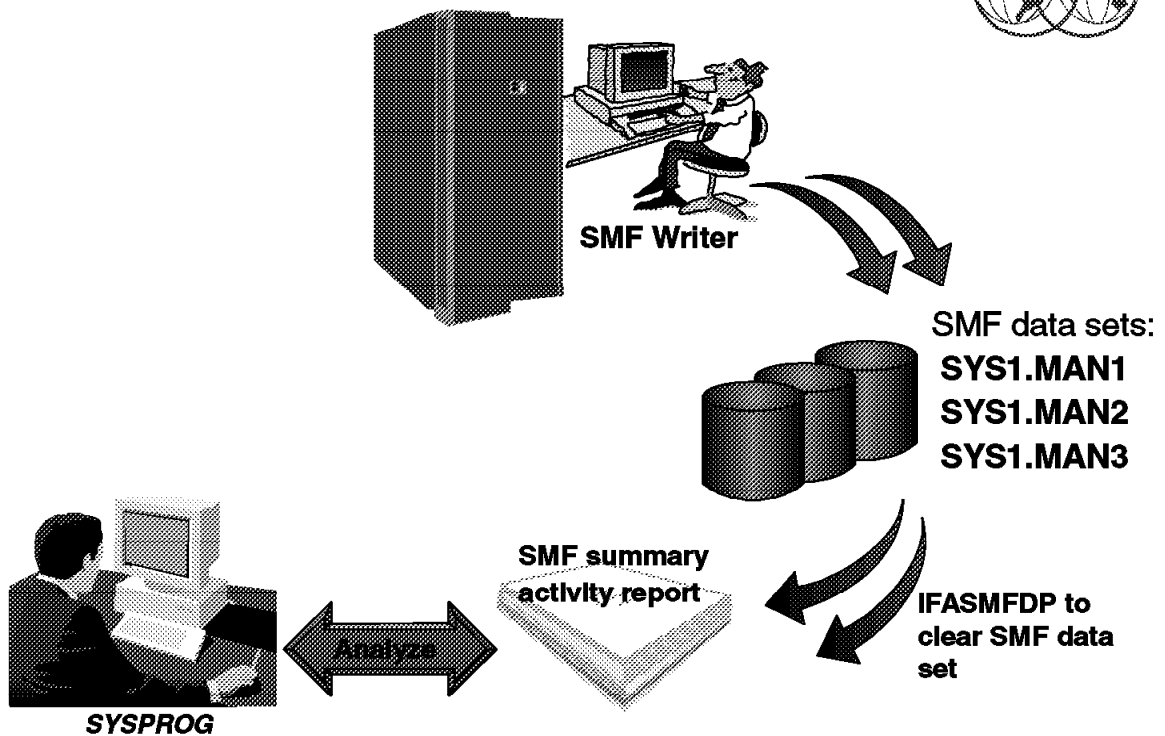 SMF Writer
SMF data sets:
SYS1.MAN1
SYS1.MAN2
SYS1.MAN3
SMF summary
activity report
IFASMFDP to
clear SMF data
set
Analyze
SYSPROG